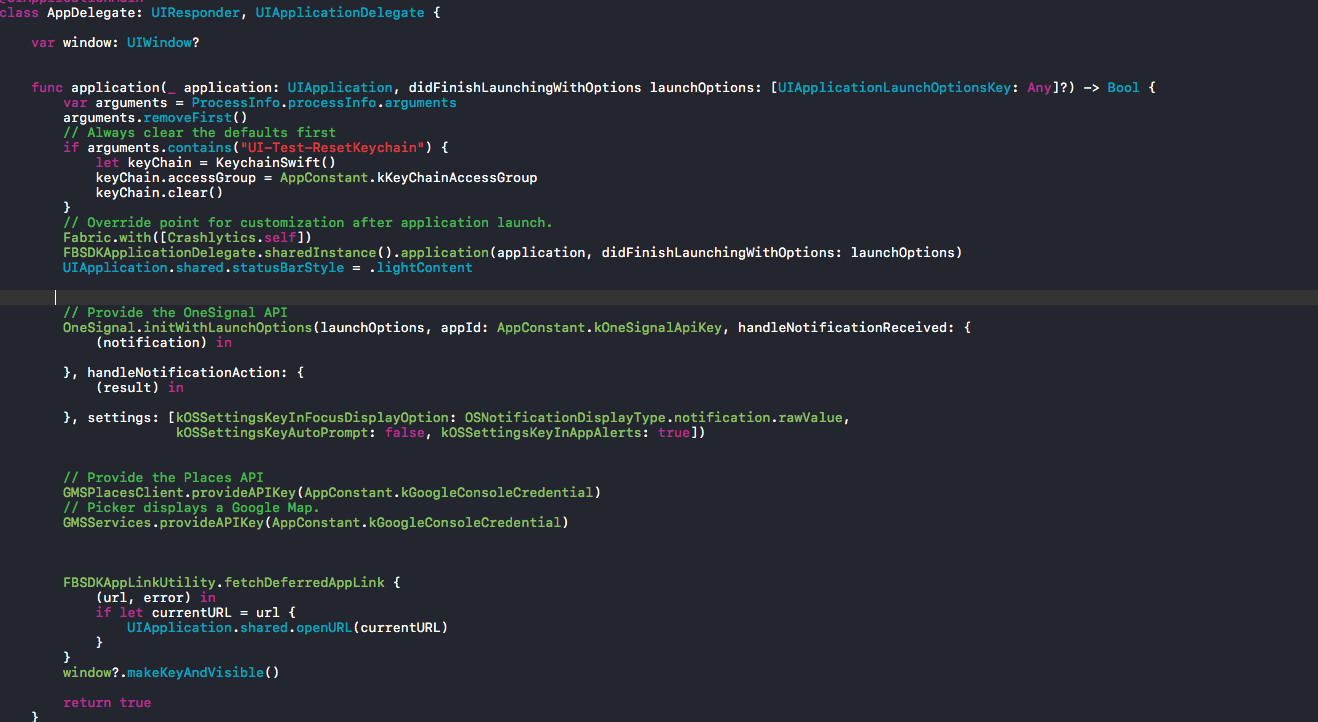 @UIApplicationMain
class AppDelegate: UIResponder, UIApplicationDelegate {
var window: UIWindow?
func application(_ application: UIApplication, didFinishLaunchingWithOptions launchOptions: [UIApplicationLaunchOptionsKey: Any]?) -> Bool {
var arguments = ProcessInfo.processInfo.arguments
arguments.removeFirst()
// Always clear the defaults first
if arguments.contains("UI-Test-ResetKeychain") {
let keyChain = KeychainSwift()
keyChain.accessGroup = AppConstant.kKeyChainAccessGroup
keyChain.clear()
}
// Override point for customization after application launch.
Fabric.with([Crashlytics.self])
FBSDKApplicationDelegate.sharedInstance().application(application, didFinishLaunchingWithOptions: launchOptions)
UIApplication.shared.statusBarStyle = .lightContent
// Provide the OneSignal API
OneSignal.initWithLaunchOptions(launchOptions, appId: AppConstant.kOneSignalApiKey, handleNotificationReceived: {
(notification) in
}, handleNotificationAction: {
(result) in
}, settings: [kOSSettingsKeyInFocusDisplayOption: OSNotificationDisplayType.notification.rawValue,
kOSSettingsKeyAutoPrompt: false, kOSSettingsKeyInAppAlerts: true])
// Provide the Places API
GMSPlacesClient.provideAPIKey(AppConstant.kGoogleConsoleCredential)
// Picker displays a Google Map.
GMSServices.provideAPIKey(AppConstant.kGoogleConsoleCredential)
FBSDKAppLinkUtility.fetchDeferredAppLink {
(url, error) in
if let currentURL = url {
UIApplication.shared.openURL(currentURL)
}
}
window?.makeKeyAndVisible()
return true
}